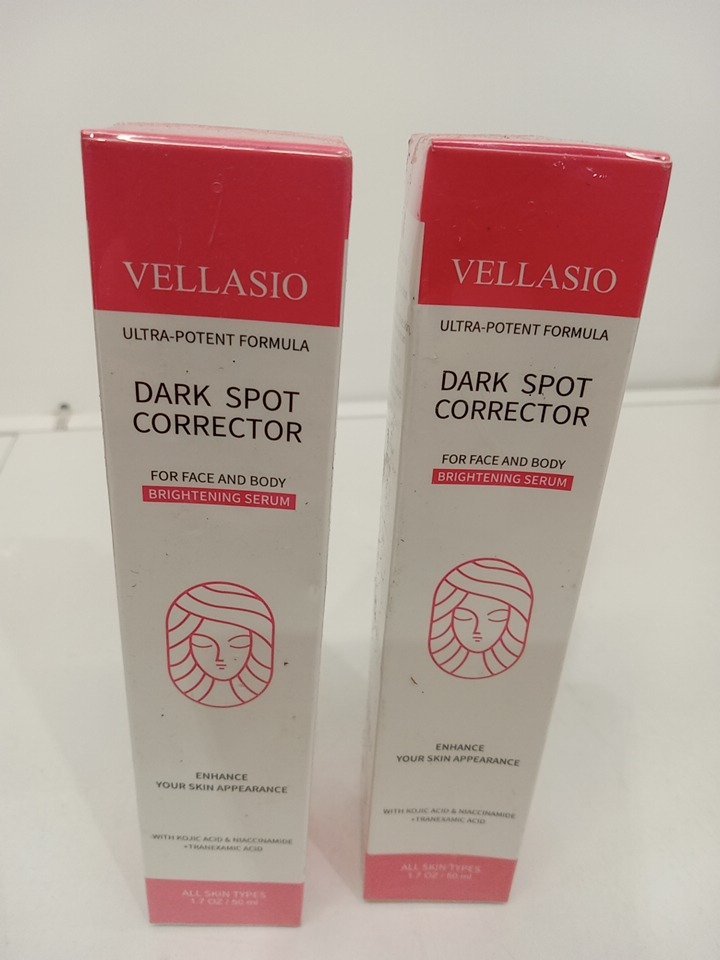 VELLASIO
ULTRA-POTENT FORMULA
DARK SPOT
CORRECTOR
FOR FACE AND BODY
BRIGHTENING SERUM
ENHANCE
YOUR SKIN APPEARANCE
WITH KOJIC ACID & NIACCINAMIDE
+TRANEXAMIC ACID
ALL SKIN TYPES
1.7 OZ / 50 ml
VELLASIO
ULTRA-POTENT FORMULA
DARK SPOT
CORRECTOR
FOR FACE AND BODY
BRIGHTENING SERUM
ENHANCE
YOUR SKIN APPEARANCE
WITH KOJIC ACID & NIACCINAMIDE
+TRANEXAMIC ACID
ALL SKIN TYPES
1.7 OZ / 50 ml